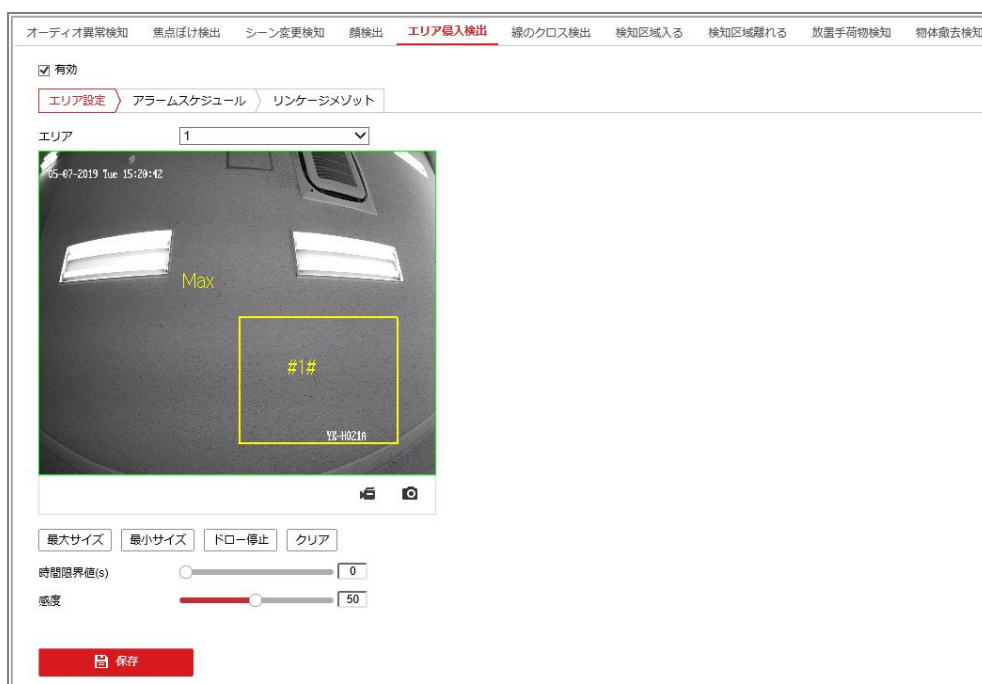 オーディオ異常検知 焦点ぼけ検出 シーン変更検知 顔検出 エリア侵入検出 線のクロス検出 検知区域入る 検知区域離れる 放置手荷物検知 物体撤去検知
有効
エリア設定 アラームスケジュール リンケージメゾット
エリア 1
05-07-2019 Tue 15:20:42
Max
#1#
YK-H021A
最大サイズ 最小サイズ ドロー停止 クリア
時間限界値(s) 0
感度 50
保存